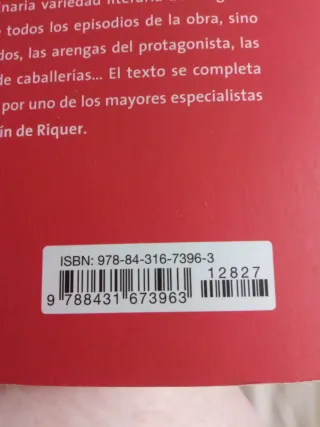 naria variedad
todos los episodios de la obra, sino
dos, las arengas del protagonista, las
de caballerías... El texto se completa
por uno de los mayores especialistas
ín de Riquer.
ISBN: 978-84-316-7396-3
12827
9 788431 673963